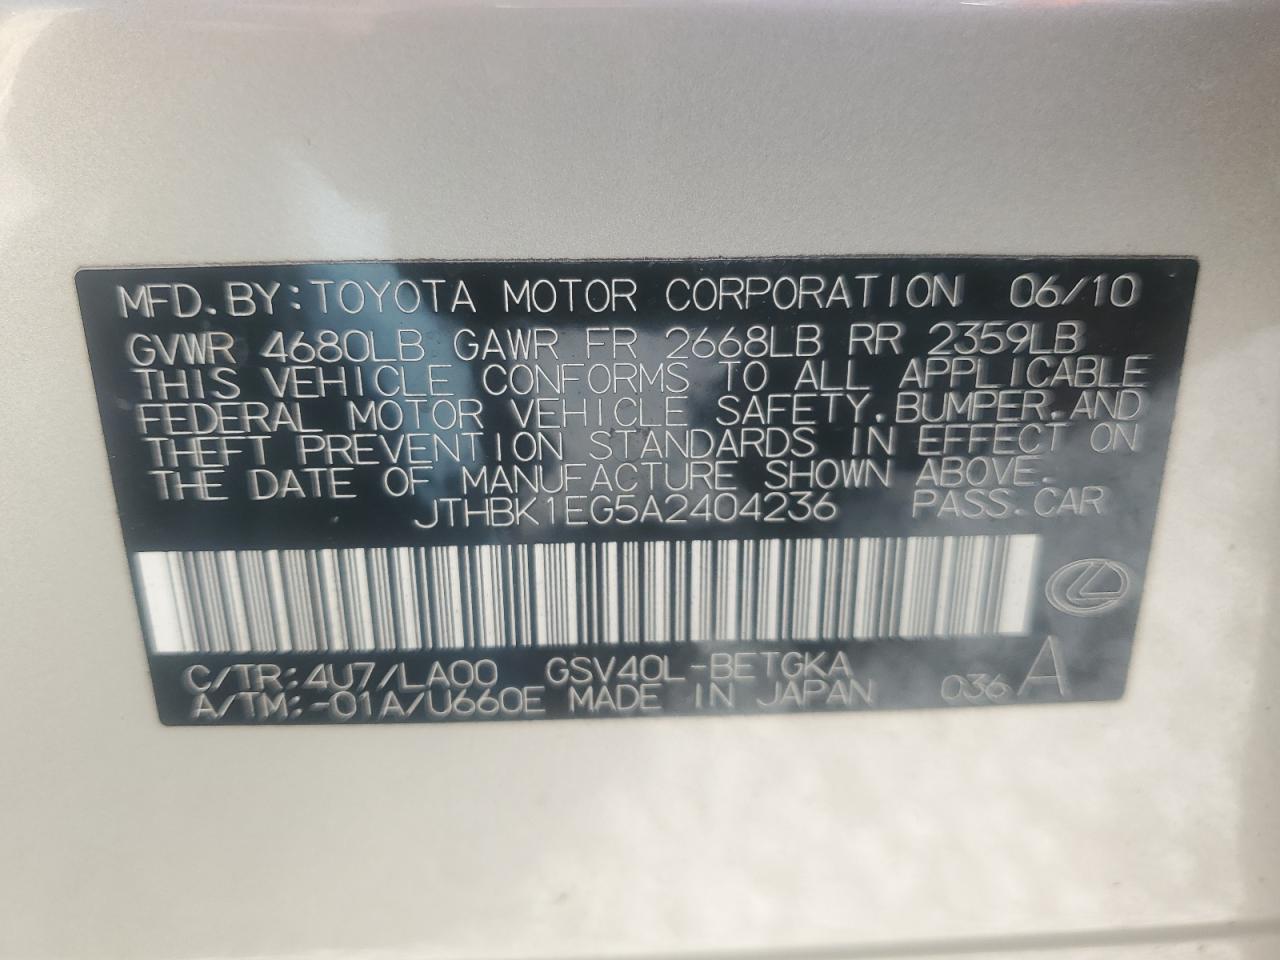 MFD. BY: TOYOTA MOTOR CORPORATION 06/10
GVWR 4680LB GAWR FR 2668LB RR 2359LB
THIS VEHICLE CONFORMS TO ALL APPLICABLE
FEDERAL MOTOR VEHICLE SAFETY, BUMPER, AND
THEFT PREVENTION STANDARDS IN EFFECT ON
THE DATE OF MANUFACTURE SHOWN ABOVE.
JTHBK1EG5A2404236 PASS. CAR
C/TR: 4U7/LA00 GSV40L-BETGKA
A/TM: -01A/U660E MADE IN JAPAN 036 A